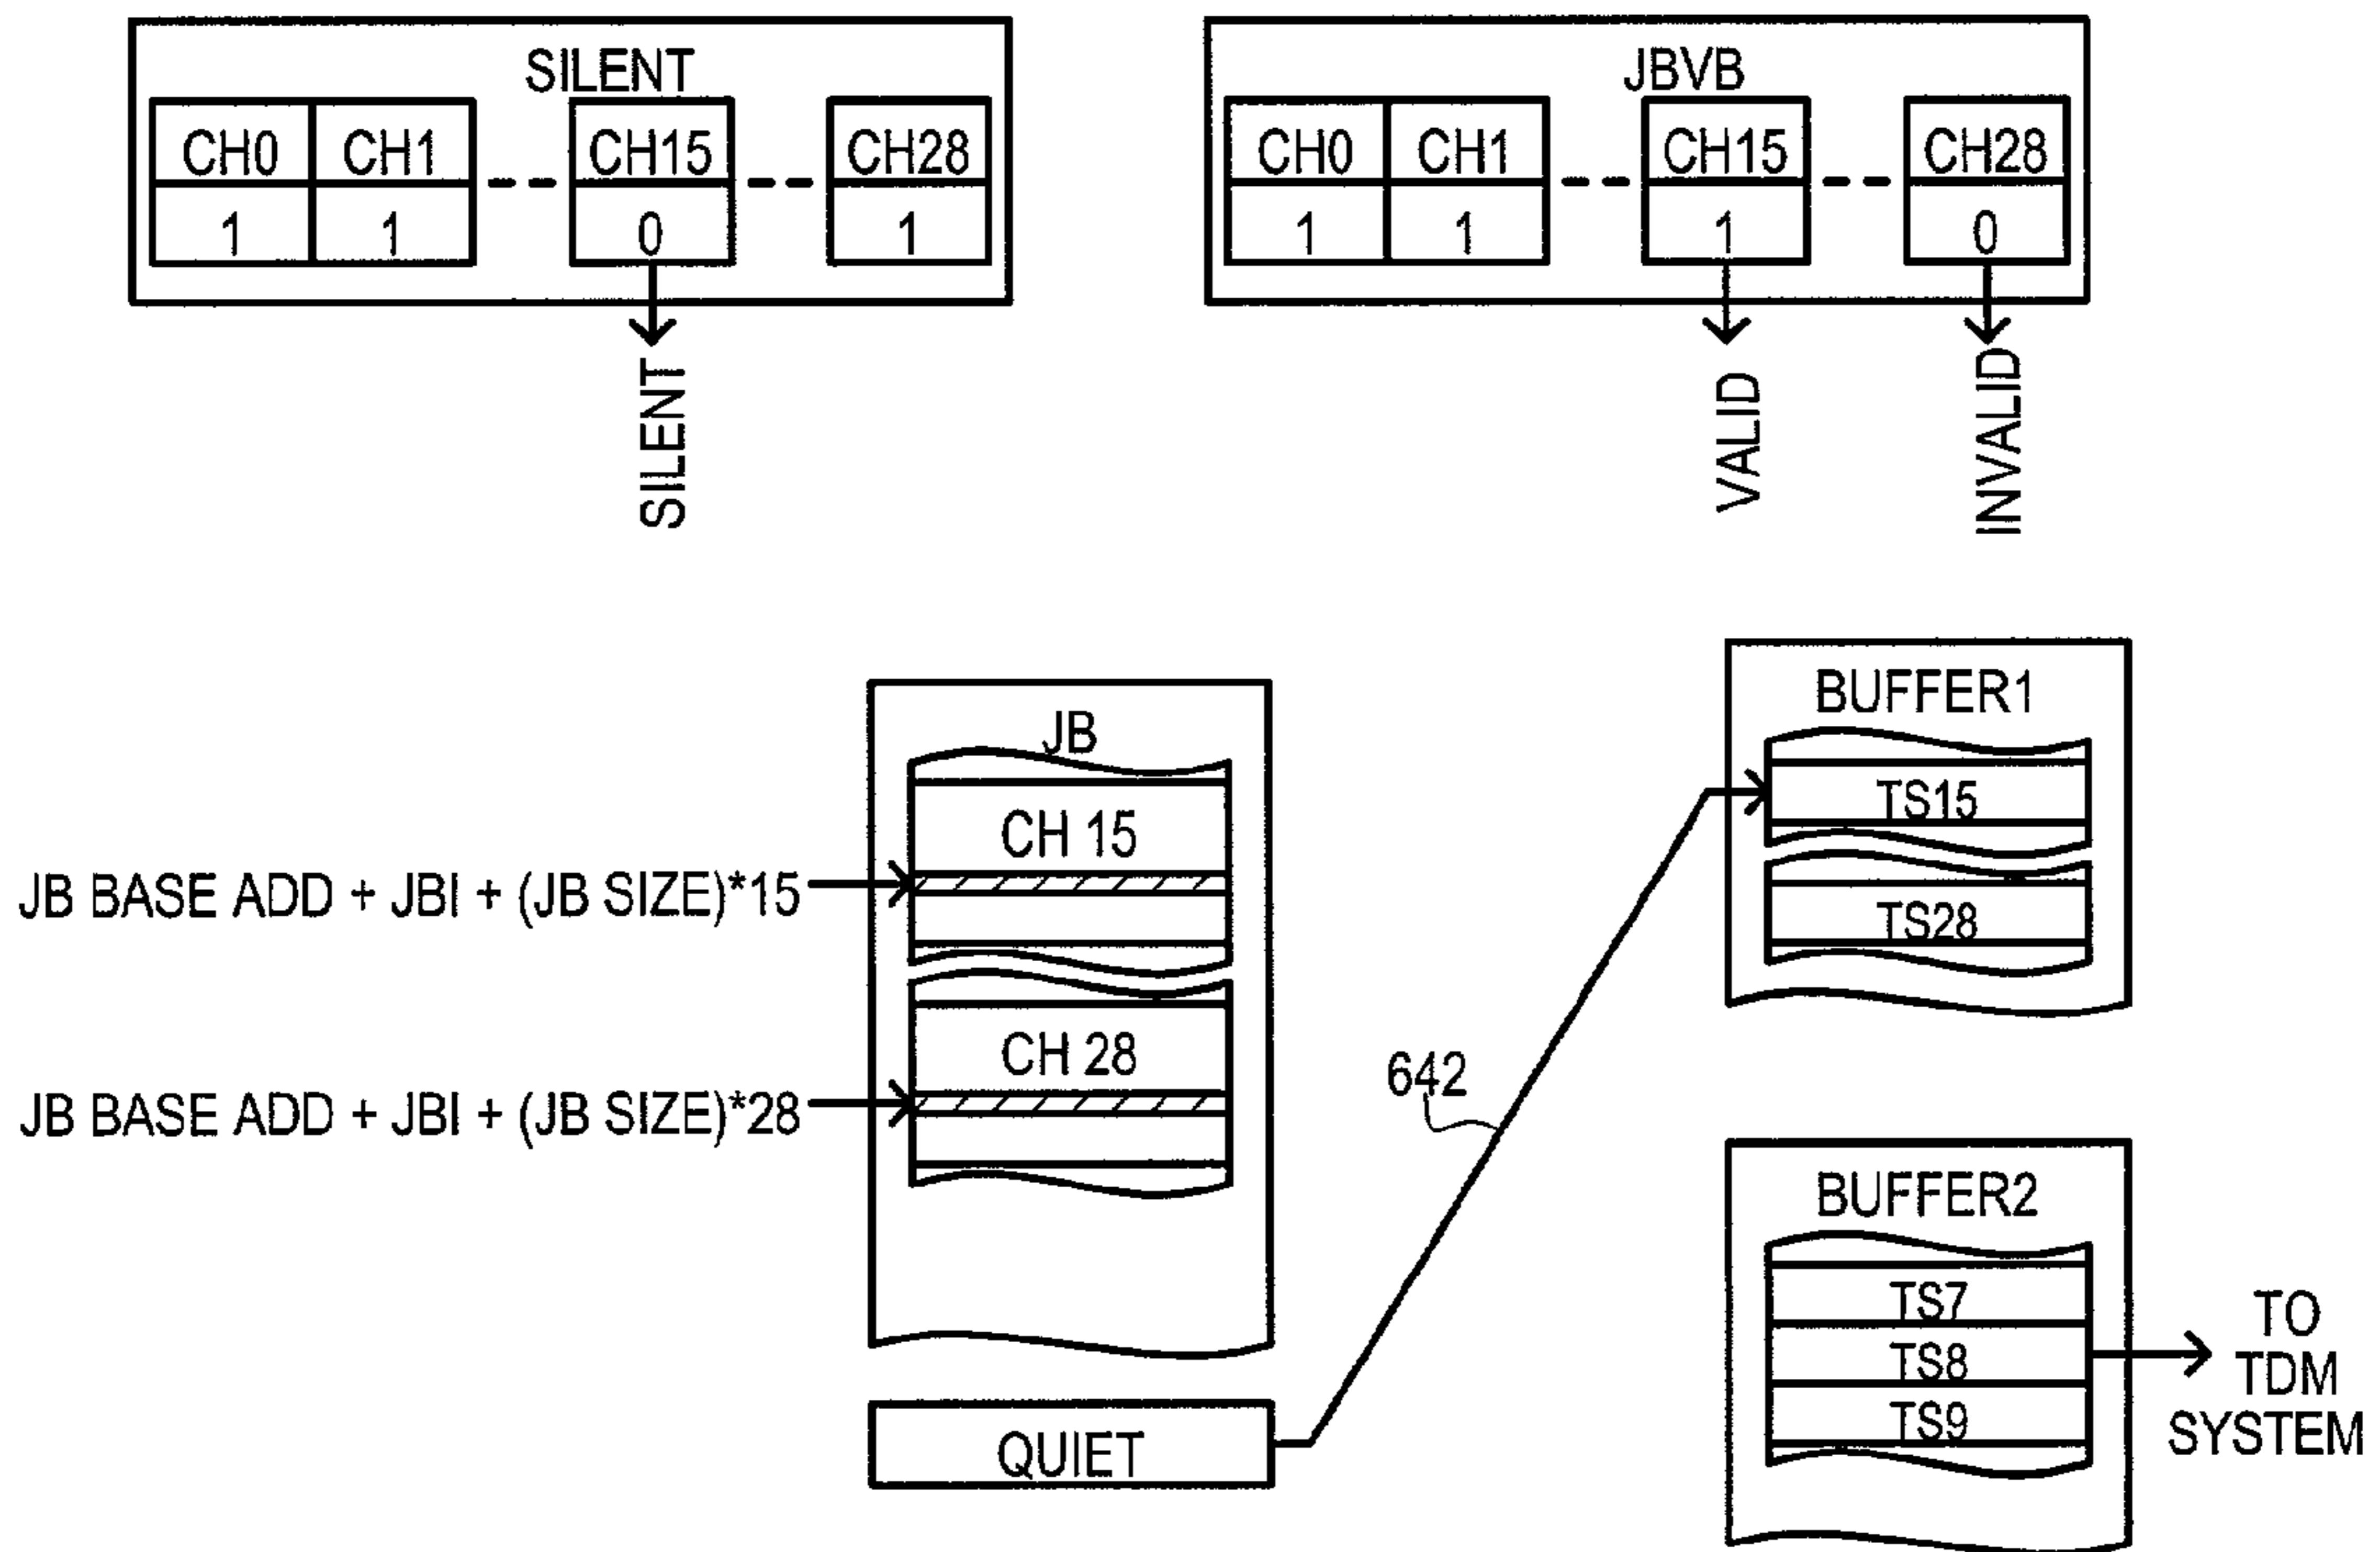 SILENT
CH0 CH1 CH15 CH28
1 1 0 1
SILENT
JBVB
CH0 CH1 CH15 CH28
1 1 1 0
VALID
INVALID
JB
CH 15
JB BASE ADD + JBI + (JB SIZE)*15
CH 28
JB BASE ADD + JBI + (JB SIZE)*28
QUIET
642
BUFFER1
TS15
TS28
BUFFER2
TS7
TS8
TS9
TO
TDM
SYSTEM